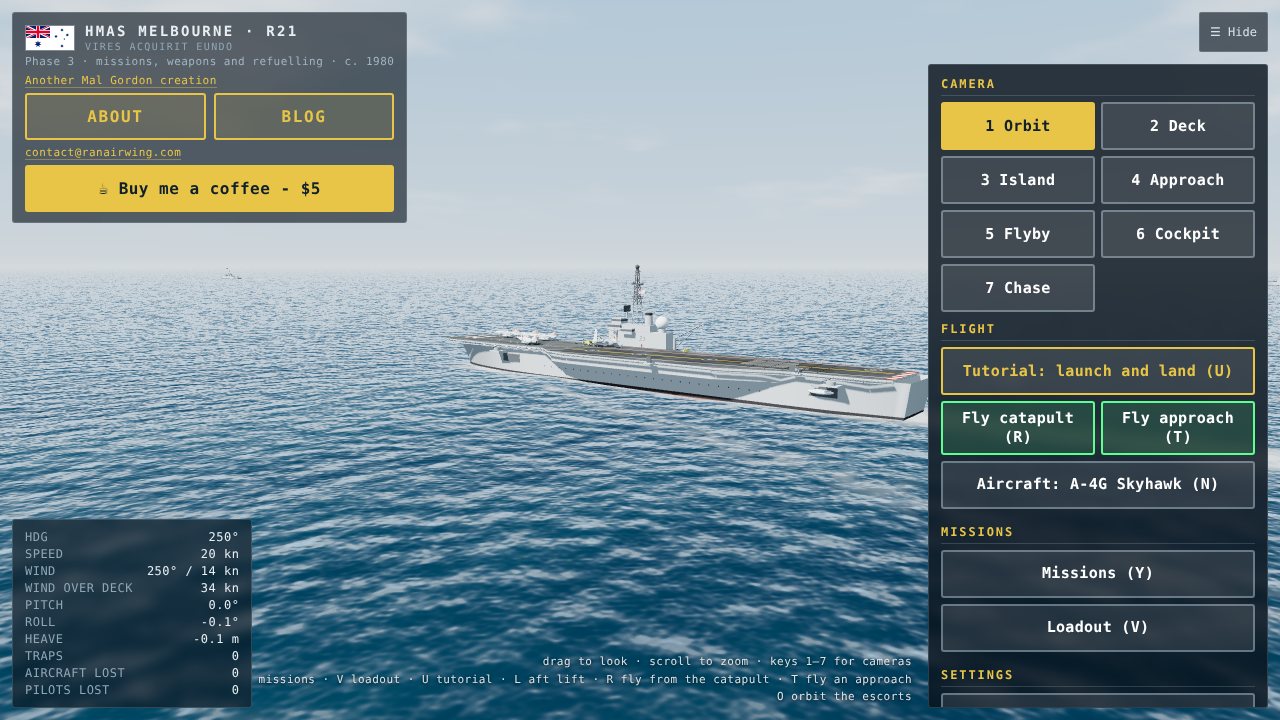 HMAS MELBOURNE · R21
VIRES ACQUIRIT EUNDO
Phase 3 · missions, weapons and refuelling · c. 1980
Another Mal Gordon creation
ABOUT
BLOG
contact@ranairwing.com
☕ Buy me a coffee - $5
☰ Hide
CAMERA
1 Orbit
2 Deck
3 Island
4 Approach
5 Flyby
6 Cockpit
7 Chase
FLIGHT
Tutorial: launch and land (U)
Fly catapult
(R)
Fly approach
(T)
Aircraft: A-4G Skyhawk (N)
MISSIONS
Missions (Y)
Loadout (V)
SETTINGS
HDG 250°
SPEED 20 kn
WIND 250° / 14 kn
WIND OVER DECK 34 kn
PITCH 0.0°
ROLL -0.1°
HEAVE -0.1 m
TRAPS 0
AIRCRAFT LOST 0
PILOTS LOST 0
drag to look · scroll to zoom · keys 1–7 for cameras
missions · V loadout · U tutorial · L aft lift · R fly from the catapult · T fly an approach
O orbit the escorts